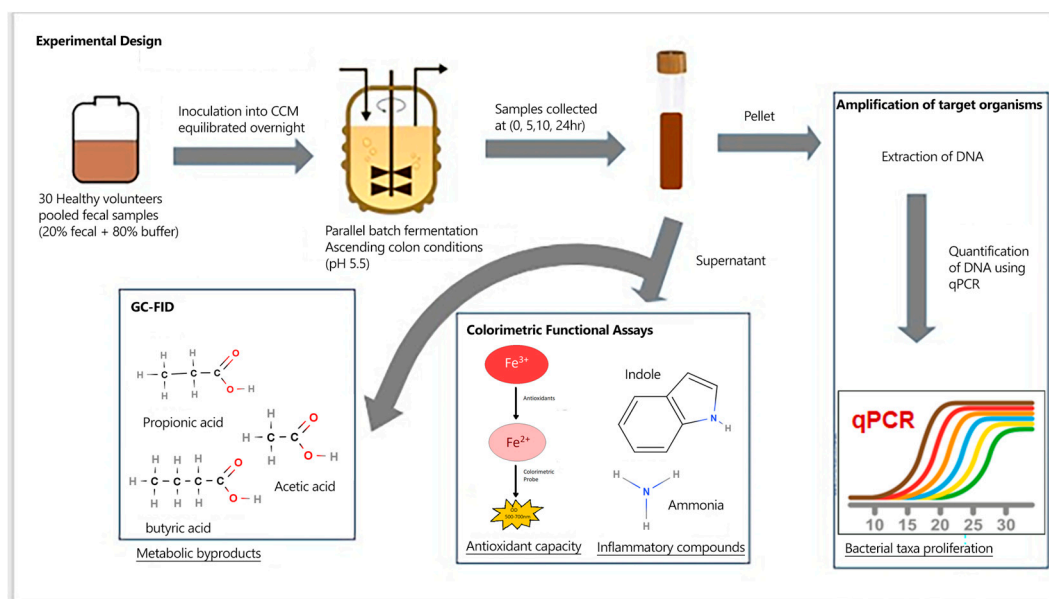 Experimental Design
30 Healthy volunteers
pooled fecal samples
(20% fecal + 80% buffer)
Inoculation into CCM
equilibrated overnight
Parallel batch fermentation
Ascending colon conditions
(pH 5.5)
Samples collected
at (0, 5,10, 24hr)
Pellet
Supernatant
Amplification of target organisms
Extraction of DNA
Quantification
of DNA using
qPCR
qPCR
10 15 20 25 30
Bacterial taxa proliferation
GC-FID
H H O
H C C C
H H O H
Propionic acid
H O
H C C
H O H
Acetic acid
H H H O
H C C C C
H H H O H
butyric acid
Metabolic byproducts
Colorimetric Functional Assays
Fe3+
Antioxidants
Fe2+
Colorimetric
Probe
OD
500-700nm
Antioxidant capacity
Indole
N
H
H H
N
H
Ammonia
Inflammatory compounds